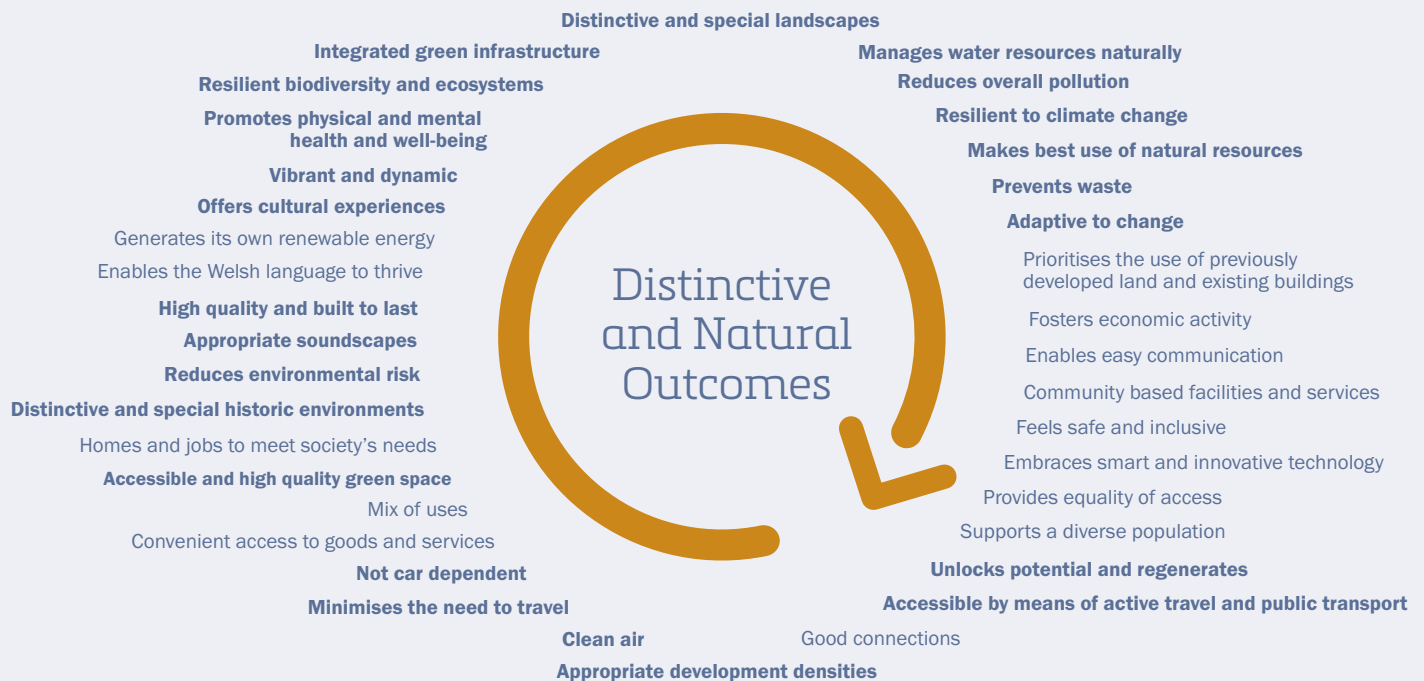 Distinctive and special landscapes
Integrated green infrastructure
Manages water resources naturally
Resilient biodiversity and ecosystems
Reduces overall pollution
Promotes physical and mental
health and well-being
Resilient to climate change
Makes best use of natural resources
Vibrant and dynamic
Prevents waste
Offers cultural experiences
Adaptive to change
Generates its own renewable energy
Prioritises the use of previously
developed land and existing buildings
Enables the Welsh language to thrive
Distinctive
and Natural
Outcomes
High quality and built to last
Fosters economic activity
Appropriate soundscapes
Enables easy communication
Reduces environmental risk
Community based facilities and services
Distinctive and special historic environments
Feels safe and inclusive
Homes and jobs to meet society's needs
Embraces smart and innovative technology
Accessible and high quality green space
Provides equality of access
Mix of uses
Supports a diverse population
Convenient access to goods and services
Unlocks potential and regenerates
Not car dependent
Accessible by means of active travel and public transport
Minimises the need to travel
Clean air
Good connections
Appropriate development densities